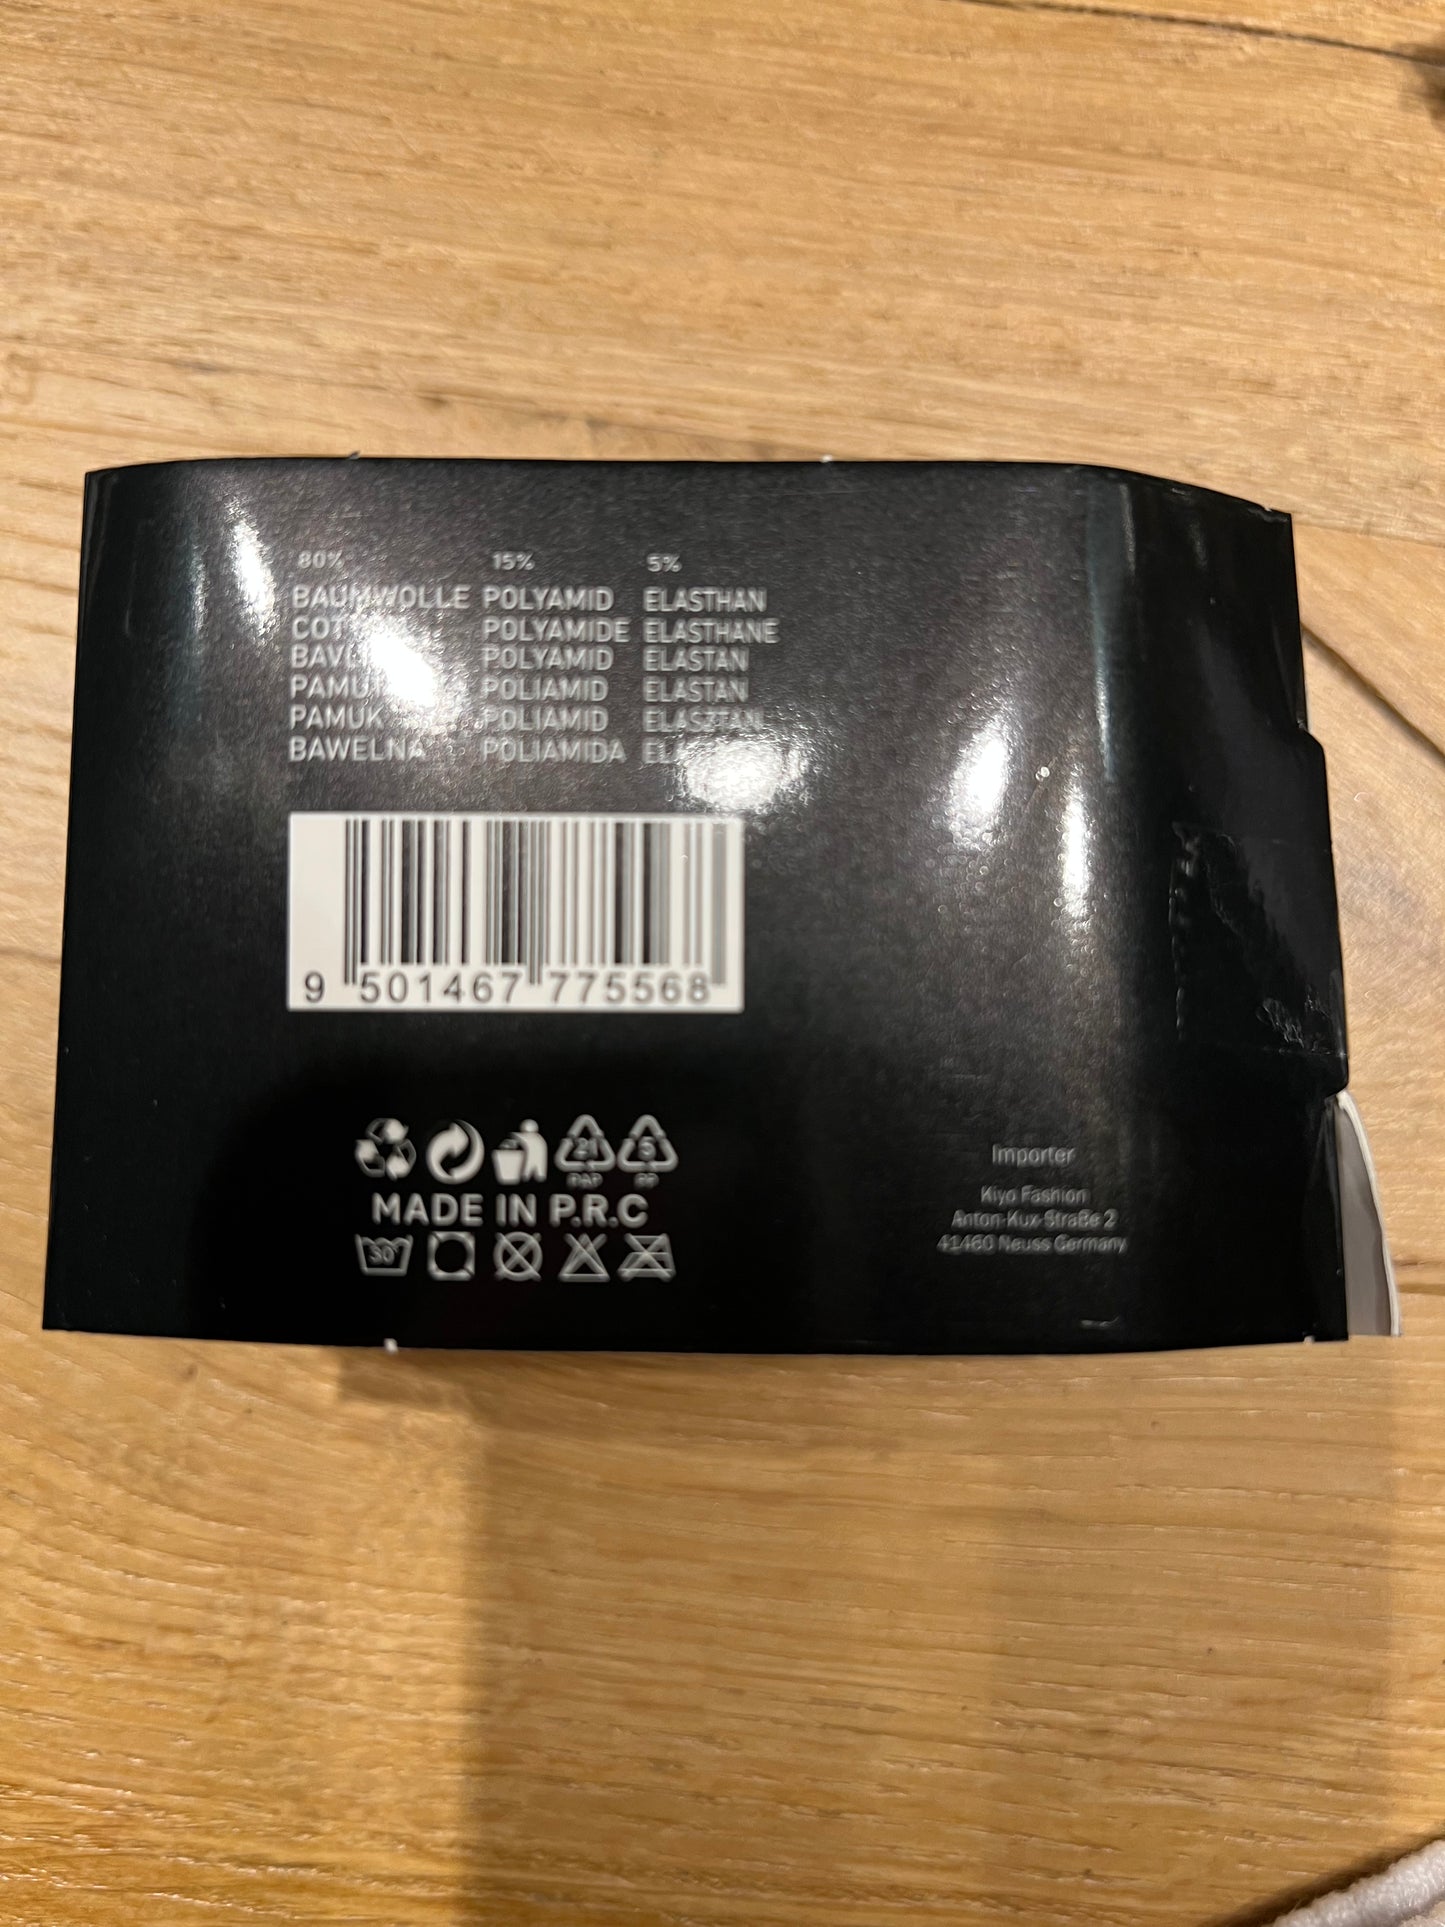 80% 15% 5%
BAUMWOLLE POLYAMID ELASTHAN
POLYAMIDE ELASTHANE
POLYAMID ELASTAN
POLIAMID ELASTAN
PAMUK POLIAMID ELASZTAN
BAWELNA POLIAMIDA
9 501467 775568
21 5
PAP PP
MADE IN P.R.C
30°
Importer
Kiyo Fashion
Anton-Kux-Straße 2
41460 Neuss Germany